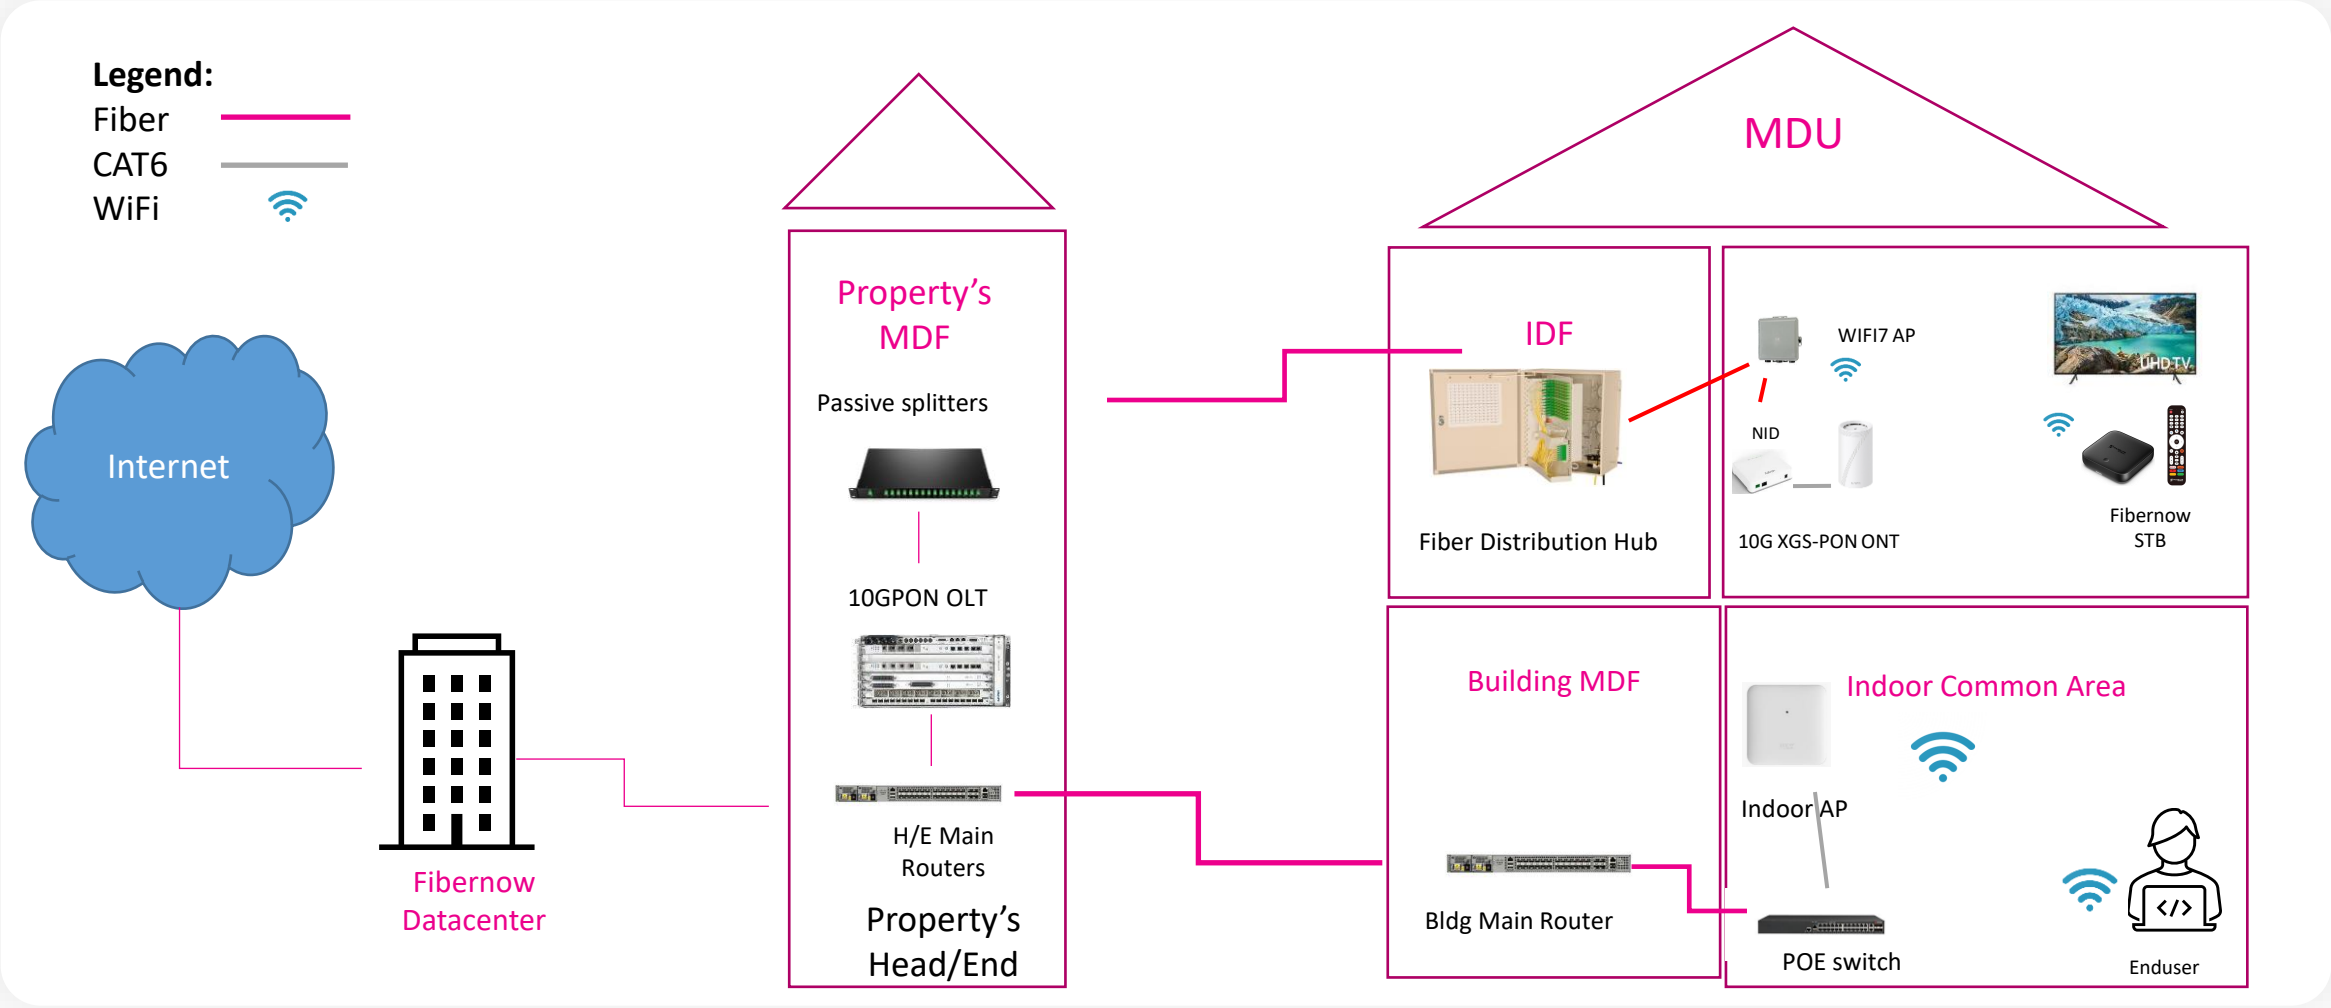 Legend:
Fiber
CAT6
WiFi
Internet
Fibernow
Datacenter
Property's
MDF
Passive splitters
10GPON OLT
H/E Main
Routers
Property's
Head/End
MDU
IDF
Fiber Distribution Hub
WIFI7 AP
NID
10G XGS-PON ONT
UHD TV
Fibernow
STB
Building MDF
Bldg Main Router
Indoor Common Area
Indoor AP
POE switch
Enduser